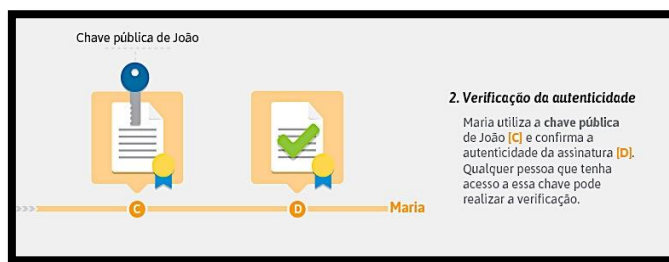 Chave pública de João
2. Verificação da autenticidade
Maria utiliza a chave pública
de João [C] e confirma a
autenticidade da assinatura [D].
Qualquer pessoa que tenha
acesso a essa chave pode
realizar a verificação.
>>>
C
D
Maria